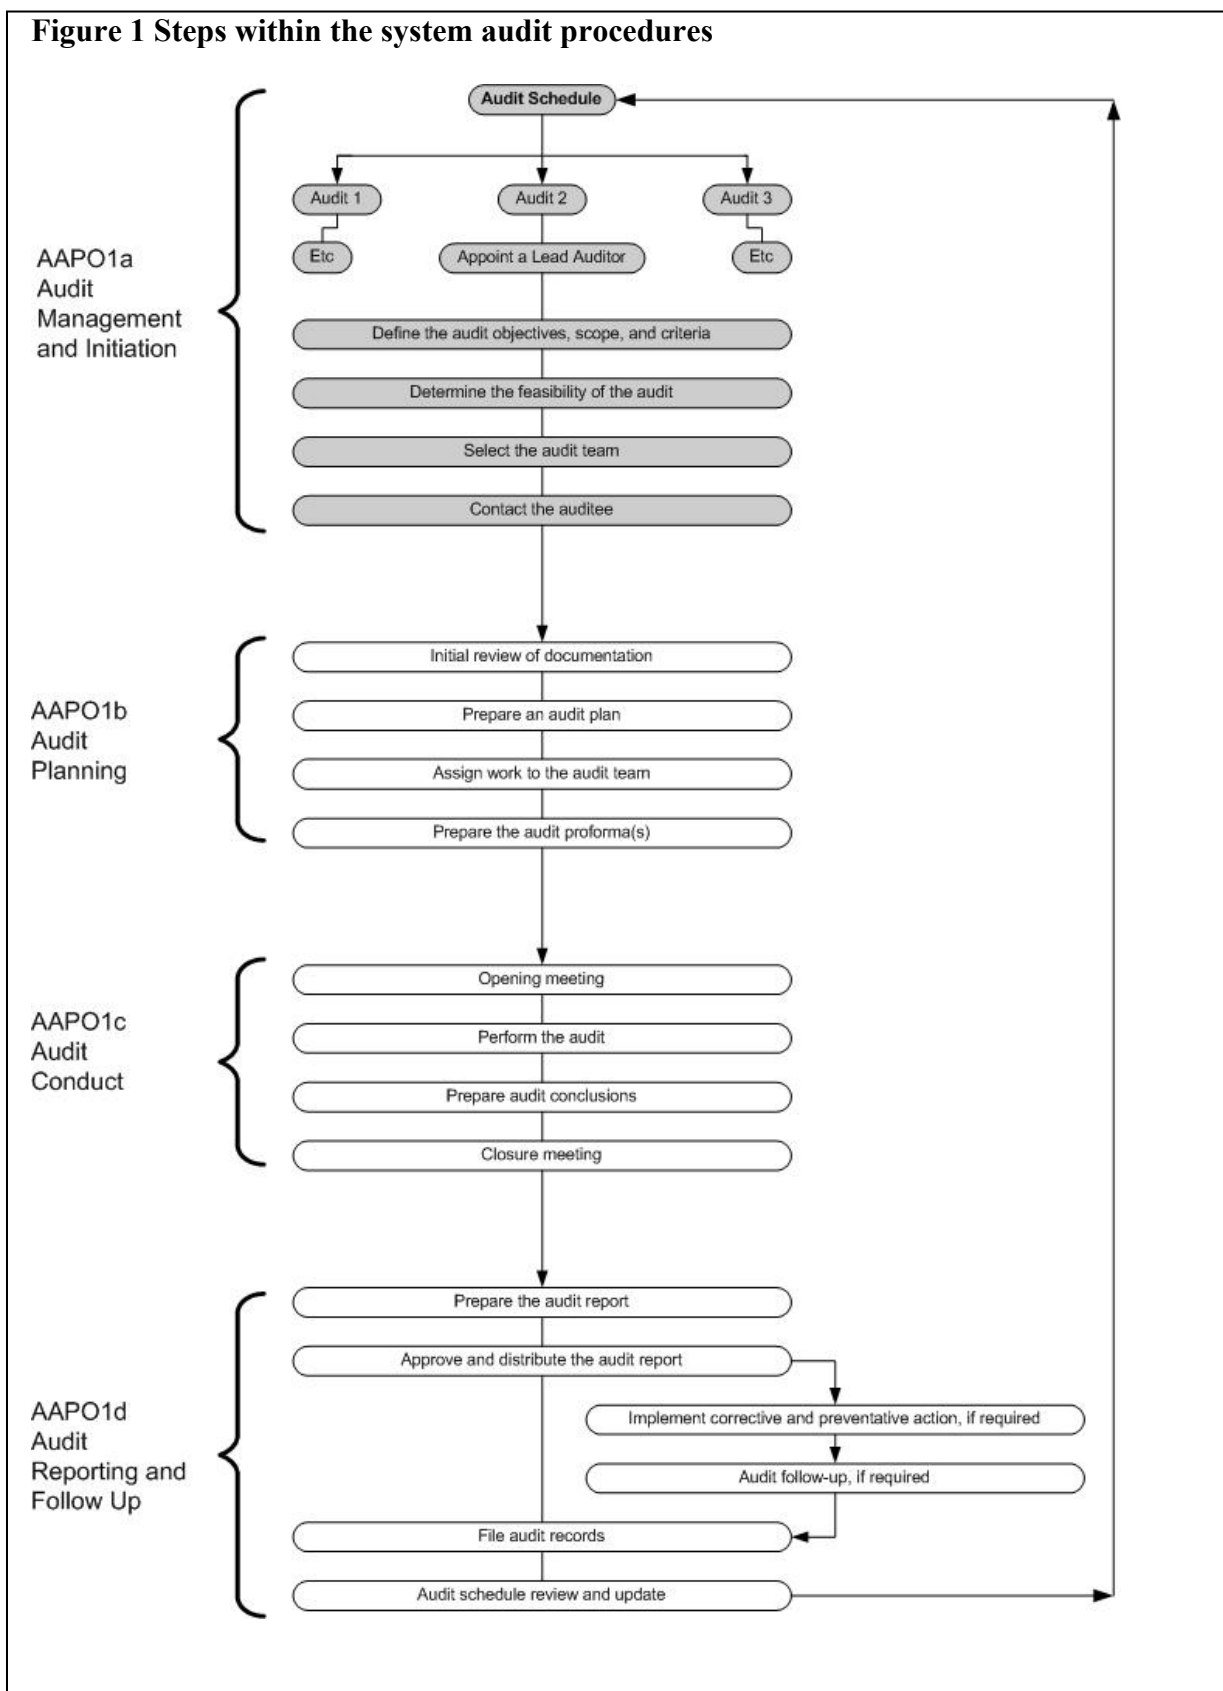 Figure 1 Steps within the system audit procedures
Audit Schedule
Audit 1
Audit 2
Audit 3
Etc
Appoint a Lead Auditor
Etc
AAPO1a
Audit
Management
and Initiation
Define the audit objectives, scope, and criteria
Determine the feasibility of the audit
Select the audit team
Contact the auditee
AAPO1b
Audit
Planning
Initial review of documentation
Prepare an audit plan
Assign work to the audit team
Prepare the audit proforma(s)
AAPO1c
Audit
Conduct
Opening meeting
Perform the audit
Prepare audit conclusions
Closure meeting
AAPO1d
Audit
Reporting and
Follow Up
Prepare the audit report
Approve and distribute the audit report
Implement corrective and preventative action, if required
Audit follow-up, if required
File audit records
Audit schedule review and update